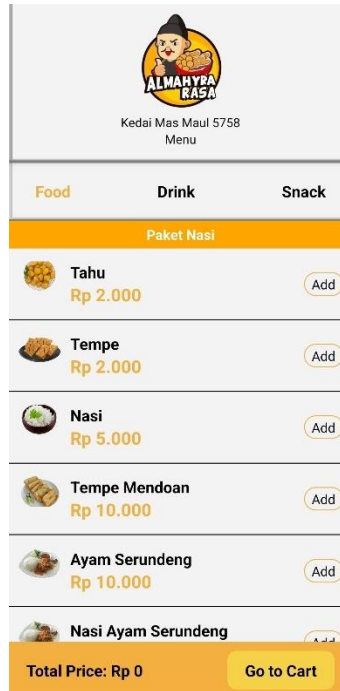 ALMAHYRA
RASA
Kedai Mas Maul 5758
Menu
Food Drink Snack
Paket Nasi
Tahu
Rp 2.000
Add
Tempe
Rp 2.000
Add
Nasi
Rp 5.000
Add
Tempe Mendoan
Rp 10.000
Add
Ayam Serundeng
Rp 10.000
Add
Nasi Ayam Serundeng
Add
Total Price: Rp 0 Go to Cart